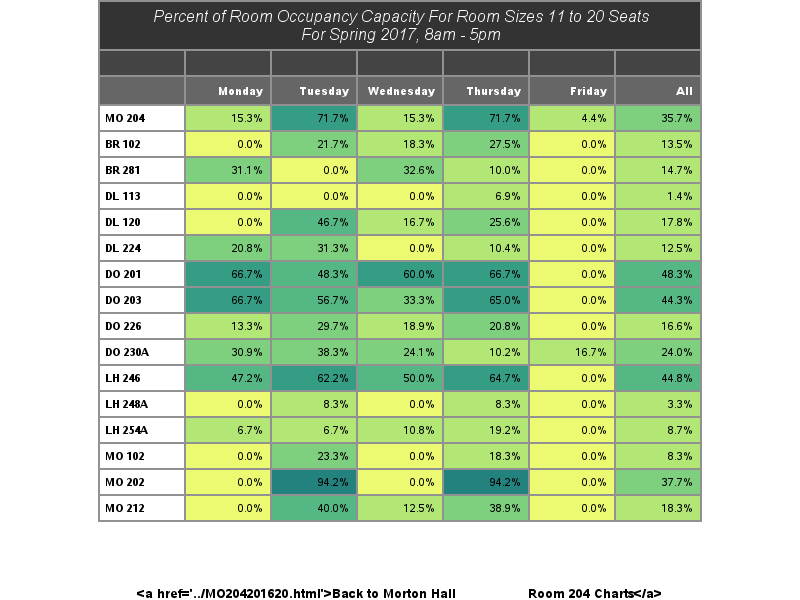 Percent of Room Occupancy Capacity For Room Sizes 11 to 20 Seats
For Spring 2017, 8am - 5pm
Monday Tuesday Wednesday Thursday Friday All
MO 204 15.3% 71.7% 15.3% 71.7% 4.4% 35.7%
BR 102 0.0% 21.7% 18.3% 27.5% 0.0% 13.5%
BR 281 31.1% 0.0% 32.6% 10.0% 0.0% 14.7%
DL 113 0.0% 0.0% 0.0% 6.9% 0.0% 1.4%
DL 120 0.0% 46.7% 16.7% 25.6% 0.0% 17.8%
DL 224 20.8% 31.3% 0.0% 10.4% 0.0% 12.5%
DO 201 66.7% 48.3% 60.0% 66.7% 0.0% 48.3%
DO 203 66.7% 56.7% 33.3% 65.0% 0.0% 44.3%
DO 226 13.3% 29.7% 18.9% 20.8% 0.0% 16.6%
DO 230A 30.9% 38.3% 24.1% 10.2% 16.7% 24.0%
LH 246 47.2% 62.2% 50.0% 64.7% 0.0% 44.8%
LH 248A 0.0% 8.3% 0.0% 8.3% 0.0% 3.3%
LH 254A 6.7% 6.7% 10.8% 19.2% 0.0% 8.7%
MO 102 0.0% 23.3% 0.0% 18.3% 0.0% 8.3%
MO 202 0.0% 94.2% 0.0% 94.2% 0.0% 37.7%
MO 212 0.0% 40.0% 12.5% 38.9% 0.0% 18.3%
<a href='../MO204201620.html'>Back to Morton Hall Room 204 Charts</a>